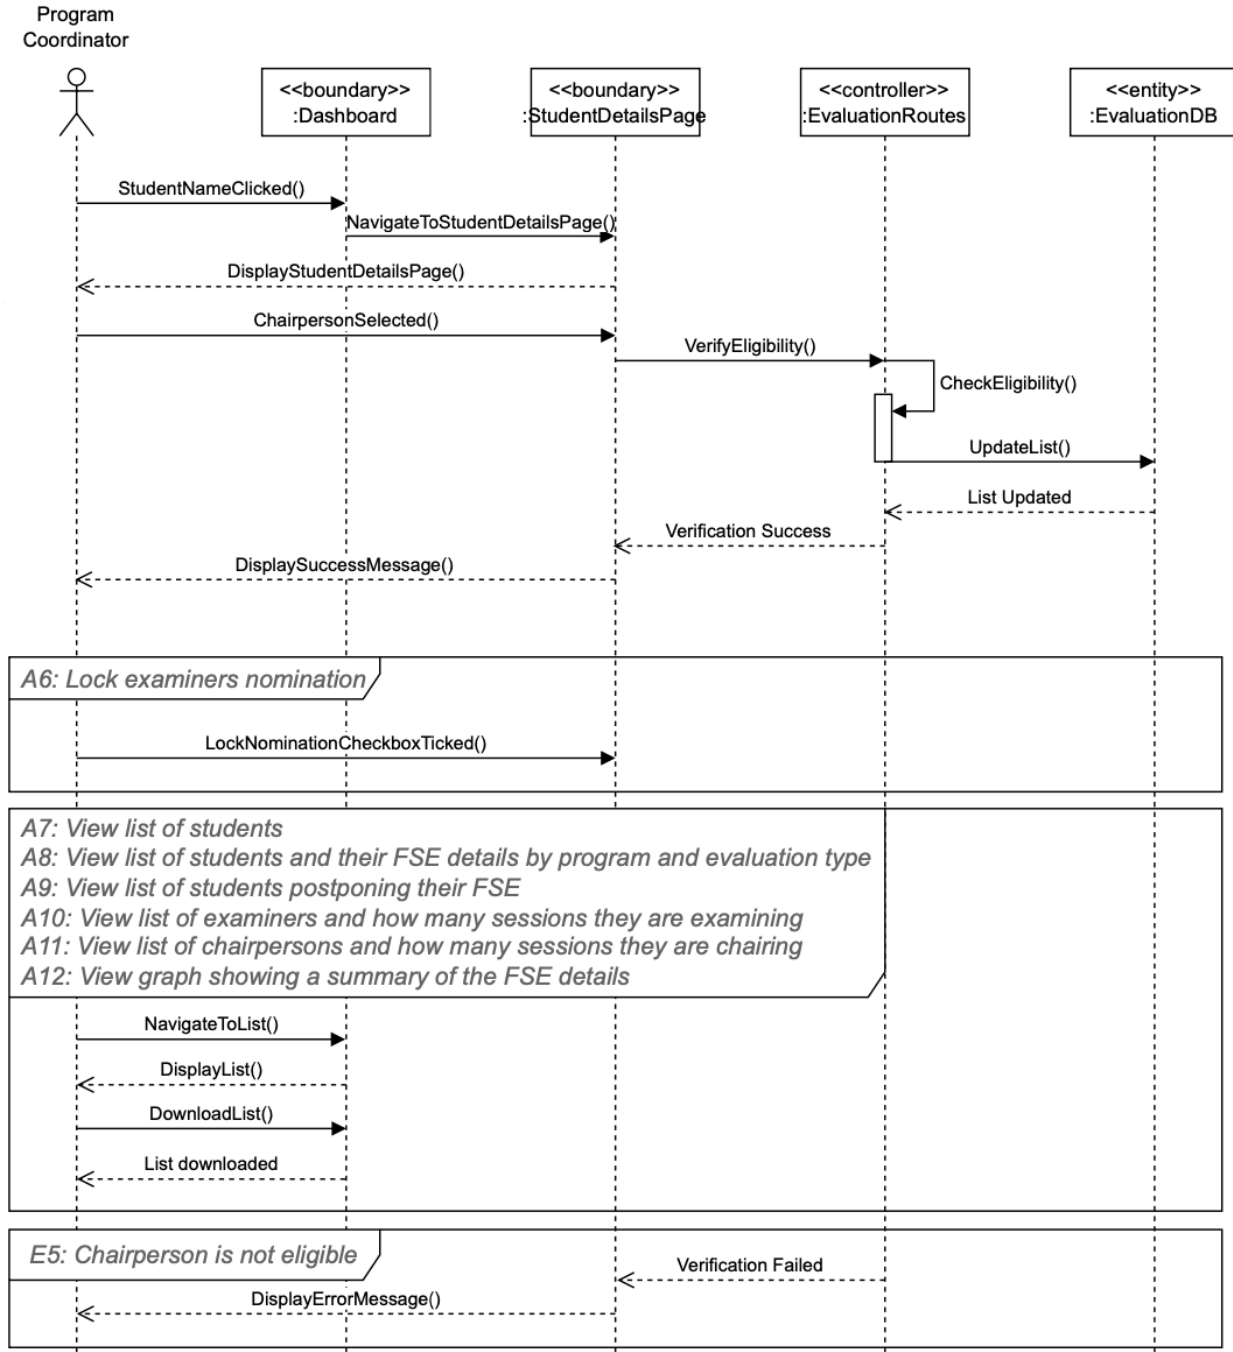 Program
Coordinator
<<boundary>>
:Dashboard
<<boundary>>
:StudentDetailsPage
<<controller>>
:EvaluationRoutes
<<entity>>
:EvaluationDB
StudentNameClicked()
NavigateToStudentDetailsPage()
DisplayStudentDetailsPage()
ChairpersonSelected()
VerifyEligibility()
CheckEligibility()
UpdateList()
List Updated
Verification Success
DisplaySuccessMessage()
A6: Lock examiners nomination
LockNominationCheckboxTicked()
A7: View list of students
A8: View list of students and their FSE details by program and evaluation type
A9: View list of students postponing their FSE
A10: View list of examiners and how many sessions they are examining
A11: View list of chairpersons and how many sessions they are chairing
A12: View graph showing a summary of the FSE details
NavigateToList()
DisplayList()
DownloadList()
List downloaded
E5: Chairperson is not eligible
Verification Failed
DisplayErrorMessage()